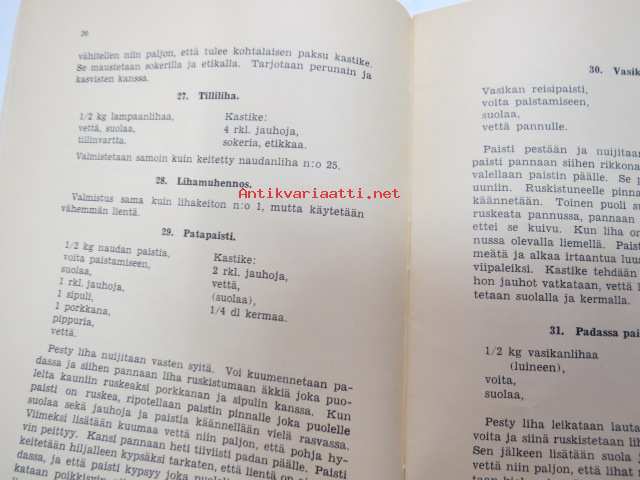 20
vähitellen niin paljon, että tulee kohtalaisen paksu kastike.
Se maustetaan sokerilla ja etikalla. Tarjotaan perunain ja
kasvisten kanssa.
27. Tilliliha.
1/2 kg lampaanlihaa,
vettä, suolaa,
tillinvartta.
Kastike:
4 rkl. jauhoja,
sokeria, etikkaa.
Valmistetaan samoin kuin keitetty naudanliha n:o 25.
28. Lihamuhennos.
Valmistus sama kuin lihakeiton n:o 1, mutta käytetään
vähemmän lientä.
Antikvariaatti.net
29. Patapaisti.
1/2 kg naudan paistia,
voita paistamiseen,
suolaa,
1 rkl. jauhoja,
1 sipuli,
1 porkkana,
pippuria,
vettä.
Kastike:
2 rkl. jauhoja,
vettä,
(suolaa),
1/4 dl kermaa.
Pesty liha nuijitaan vasten syitä. Voi kuumennetaan pa-
dassa ja siihen pannaan liha ruskistumaan äkkiä joka puo-
lelta kauniin ruskeaksi porkkanan ja sipulin kanssa. Kun
paisti on ruskea, ripotellaan paistin pinnalle joka puolelle
suolaa sekä jauhoja ja paistia käännellään vielä rasvassa.
Viimeksi lisätään kuumaa vettä niin paljon, että pohja hy-
vin peittyy. Kansi pannaan heti tiiviisti padan päälle. Paisti
keitetään hiljalleen kypsäksi tarkaten, että lientä on
dassa, ja että paisti kypsyy joka
kataan poikkisyin
30. Vasik
Vasikan reisipaisti,
voita paistamiseen,
suolaa,
vettä pannulle.
Paisti pestään ja nuijitaan
paisti pannaan siihen rikkona
valellaan paistin päälle. Se p
uuniin. Ruskistuneelle pinnal
käännetään. Toinen puoli su
ruskeata pannussa, pannaan
ettei se kuivu. Kun liha on
nussa olevalla liemellä. Paisti
meätä ja alkaa irtaantua luus
viipaleiksi. Kastike tehdään
hon jauhot vatkataan, vettä l
tetaan suolalla ja kermalla.
31. Padassa pai
1/2 kg vasikanlihaa
(luineen),
voita,
suolaa,
Pesty liha leikataan lauta
voita ja siinä ruskistetaan lih
Sen jälkeen lisätään suola j
vettä niin paljon, että lihat